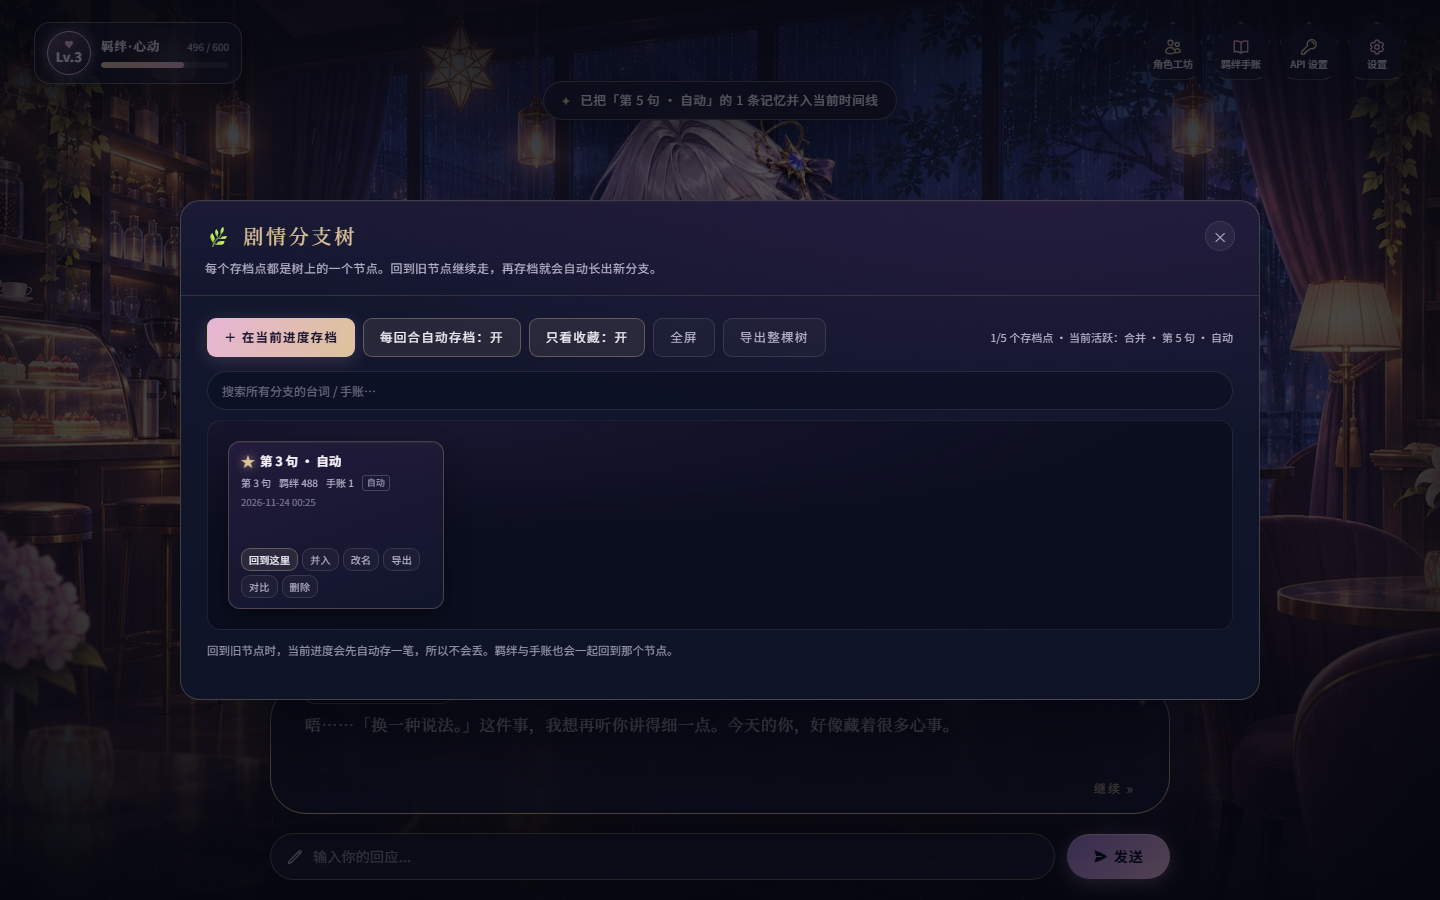 Lv.3
羁绊·心动 496 / 600
角色工坊
羁绊手账
API 设置
设置
✦ 已把「第 5 句 · 自动」的 1 条记忆并入当前时间线
剧情分支树
每个存档点都是树上的一个节点。回到旧节点继续走，再存档就会自动长出新分支。
＋ 在当前进度存档
每回合自动存档：开
只看收藏：开
全屏
导出整棵树
1/5 个存档点 · 当前活跃：合并 · 第 5 句 · 自动
搜索所有分支的台词 / 手账…
★ 第 3 句 · 自动
第 3 句 羁绊 488 手账 1 自动
2026-11-24 00:25
回到这里 并入 改名 导出
对比 删除
回到旧节点时，当前进度会先自动存一笔，所以不会丢。羁绊与手账也会一起回到那个节点。
唔……「换一种说法。」这件事，我想再听你讲得细一点。今天的你，好像藏着很多心事。
继续 »
输入你的回应...
发送